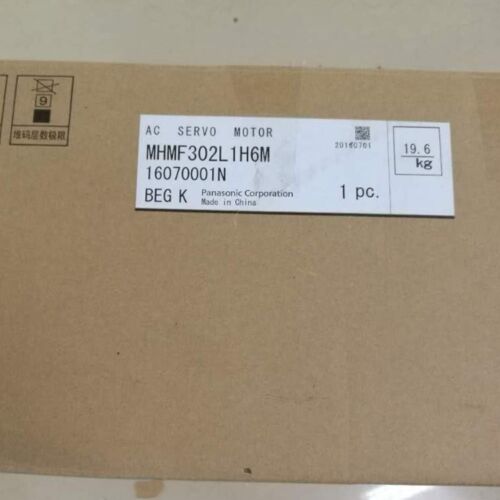 9
堆码层数极限
AC SERVO MOTOR
20160701
MHMF302L1H6M
16070001N
BEG K
Panasonic Corporation
Made in China
1 pc.
19.6
kg